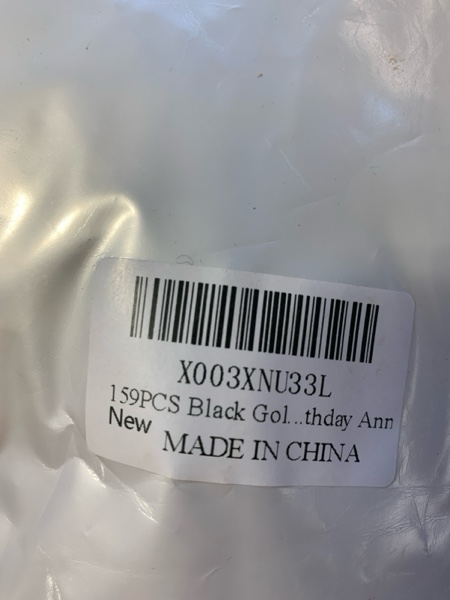 X003XNU33L
159PCS Black Gol...thday Ann
New
MADE IN CHINA